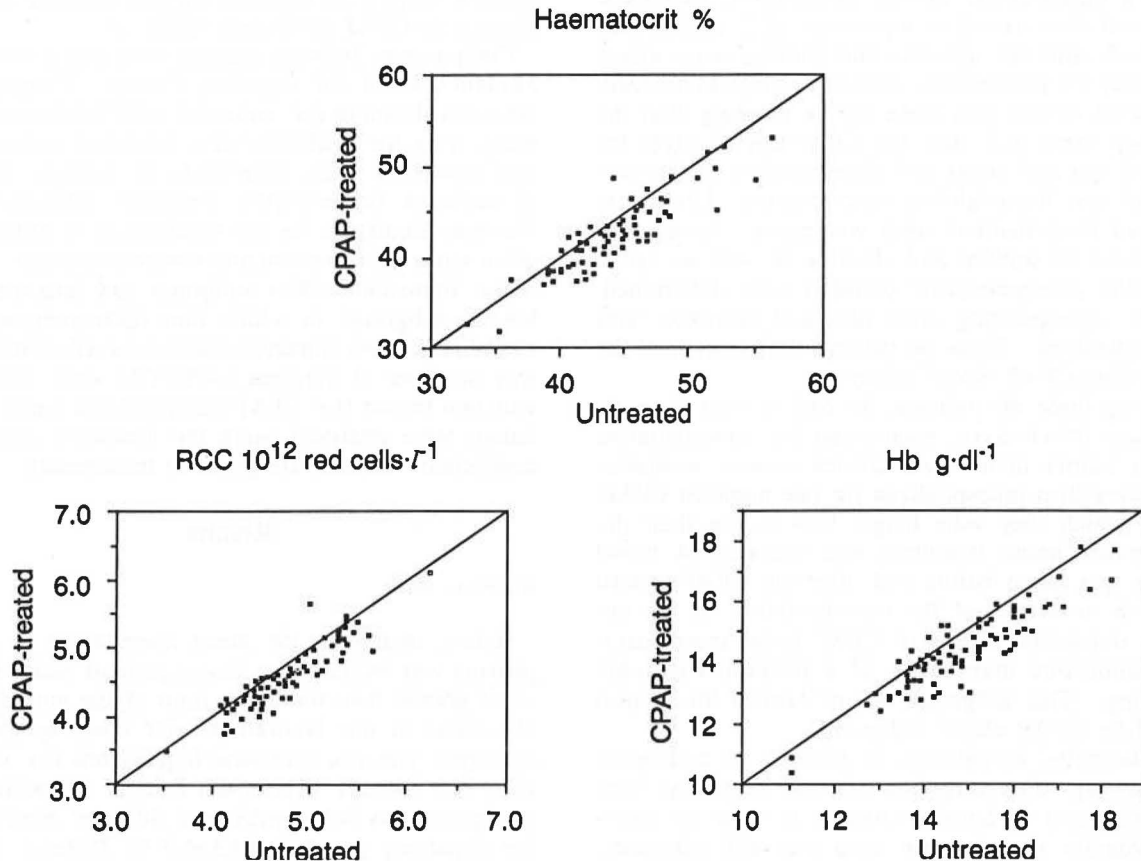 Haematocrit %
60
50
40
30
CPAP-treated
30 40 50 60
Untreated
RCC 10¹² red cells·l⁻¹
7.0
6.0
5.0
4.0
3.0
CPAP-treated
3.0 4.0 5.0 6.0 7.0
Untreated
Hb g·dl⁻¹
18
16
14
12
10
CPAP-treated
10 12 14 16 18
Untreated